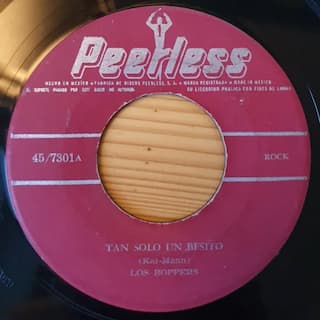 Peerless
HECHO EN MEXICO • FABRICA DE DISCOS PEERLESS, S. A. • MARCA REGISTRADA • MADE IN MEXICO
45/7301A
ROCK
TAN SOLO UN BESITO
(Kal-Mann)
LOS HOPPERS